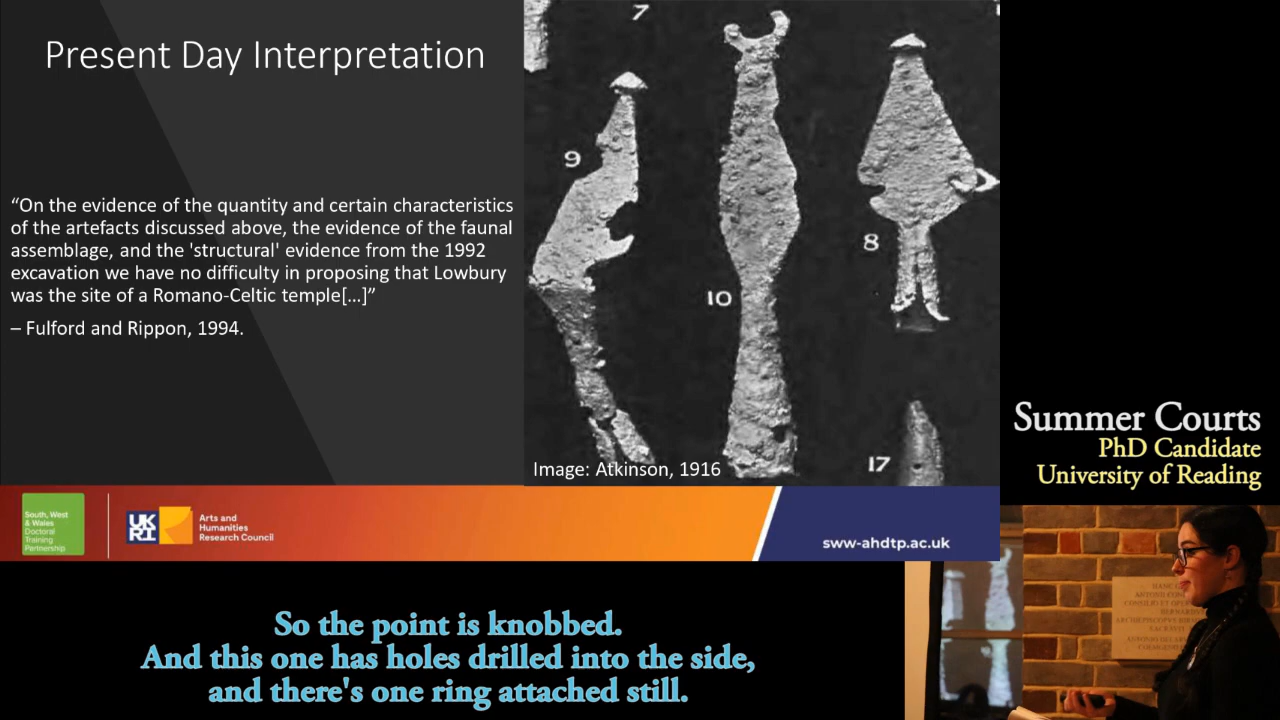 Present Day Interpretation
“On the evidence of the quantity and certain characteristics
of the artefacts discussed above, the evidence of the faunal
assemblage, and the 'structural' evidence from the 1992
excavation we have no difficulty in proposing that Lowbury
was the site of a Romano-Celtic temple[…]”
– Fulford and Rippon, 1994.
7
9
10
8
17
Image: Atkinson, 1916
South, West
& Wales
Doctoral
Training
Partnership
UKRI
Arts and
Humanities
Research Council
sww-ahdtp.ac.uk
Summer Courts
PhD Candidate
University of Reading
So the point is knobbed.
And this one has holes drilled into the side,
and there's one ring attached still.